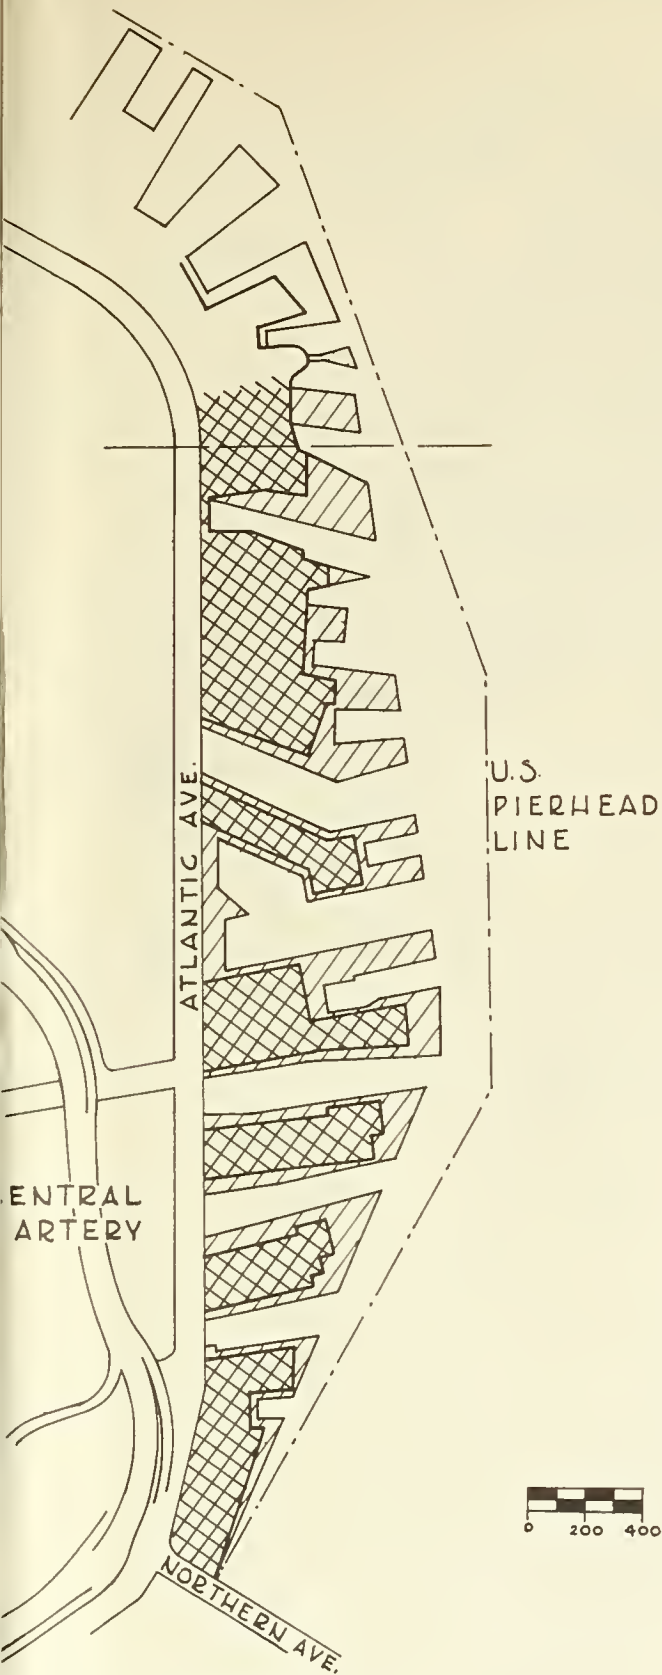 U.S.
PIERHEAD
LINE
ATLANTIC AVE.
ENTRAL
ARTERY
0 200 400
NORTHERN AVE.